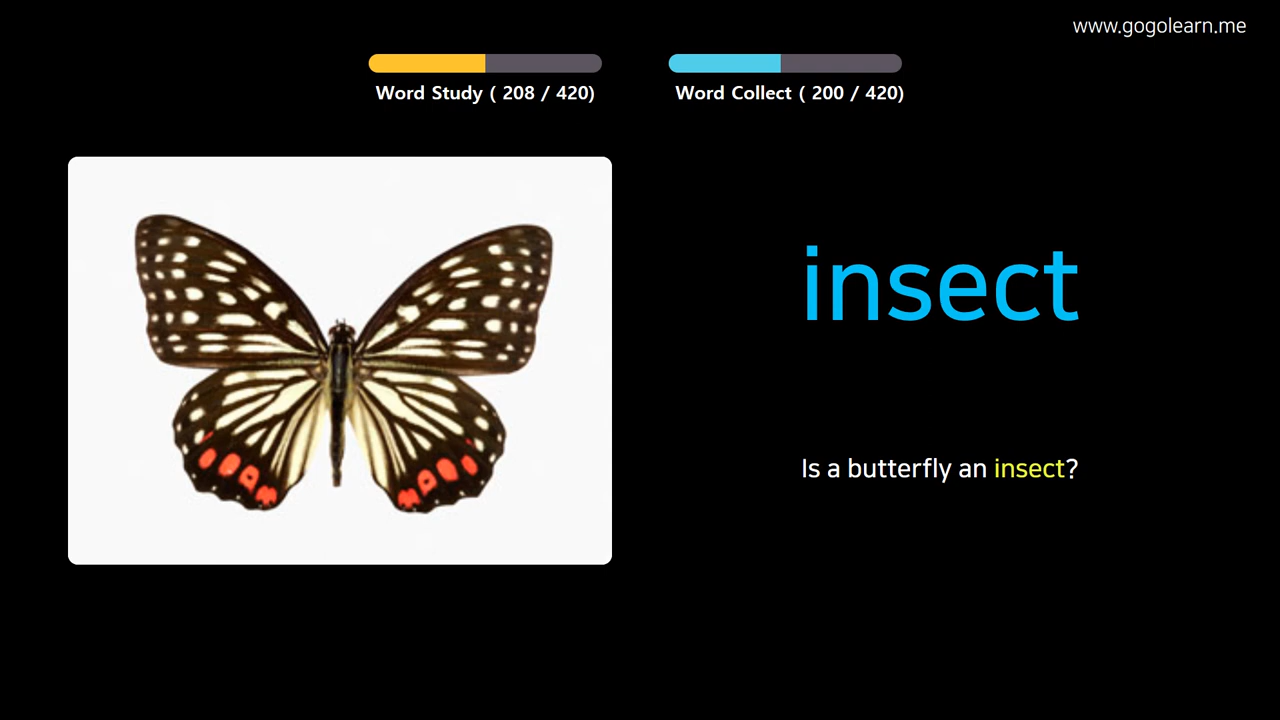 www.gogolearn.me
Word Study ( 208 / 420)
Word Collect ( 200 / 420)
insect
Is a butterfly an insect?